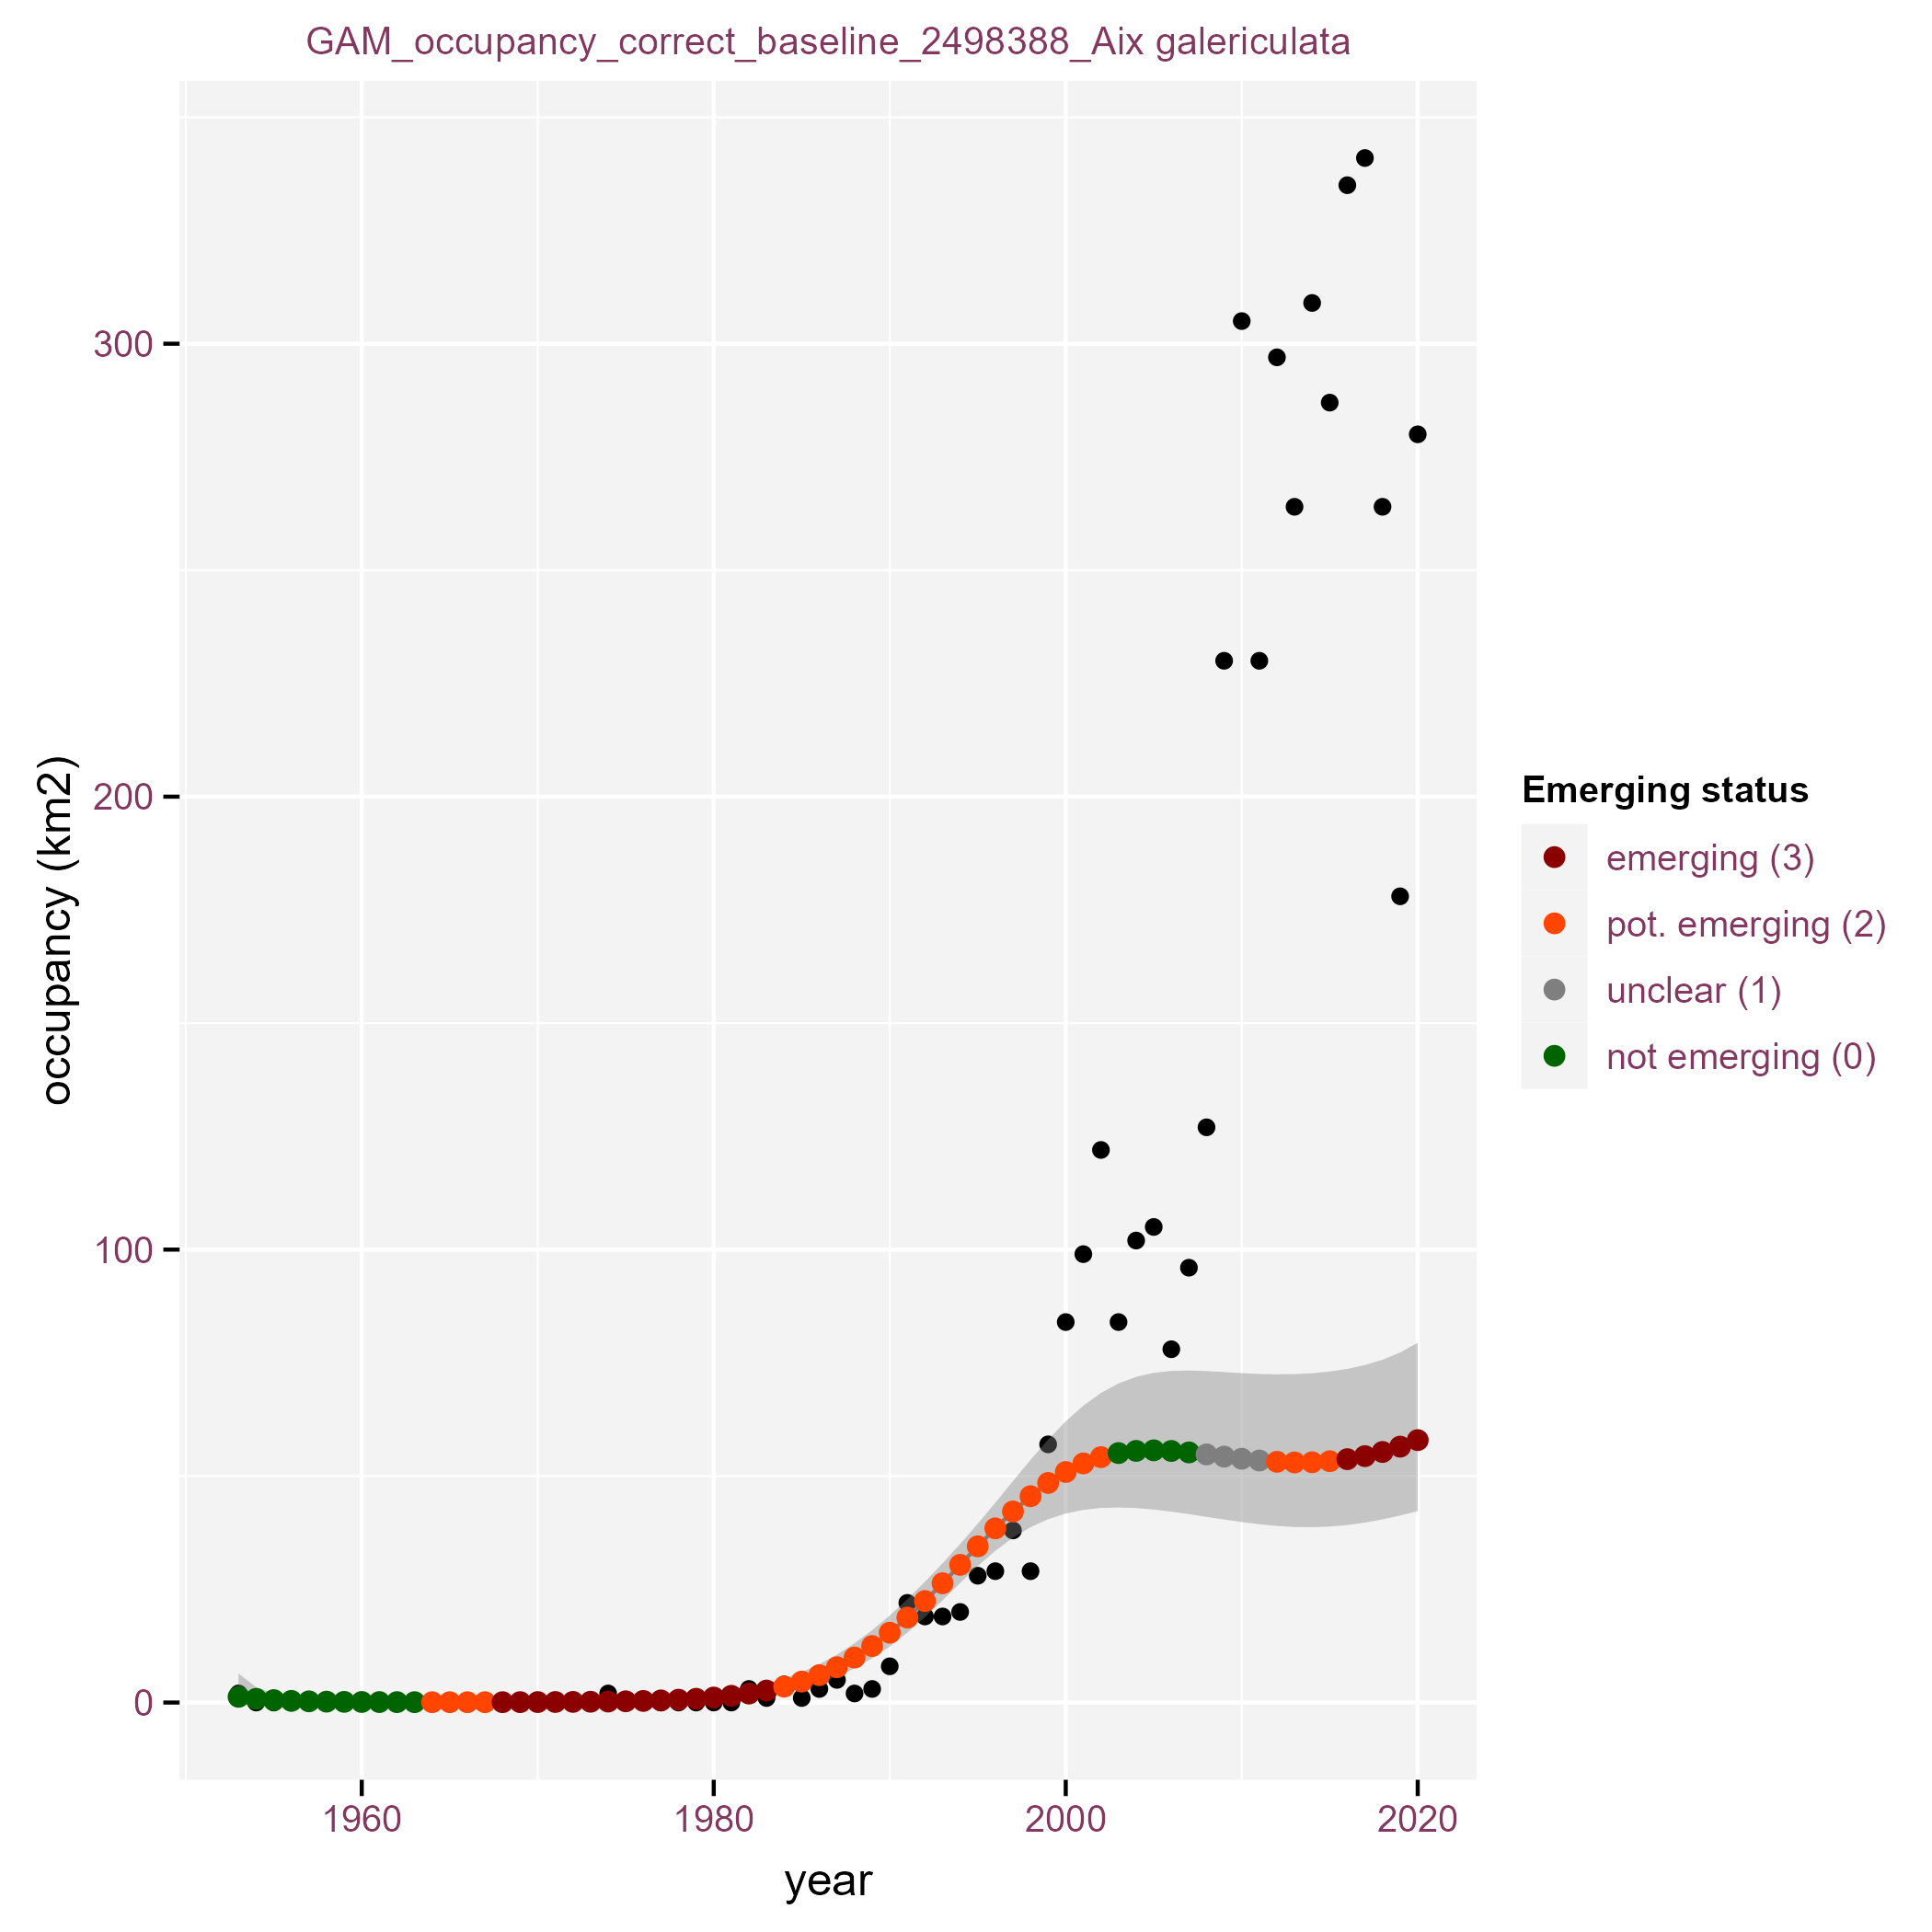 GAM_occupancy_correct_baseline_2498388_Aix galericulata
occupancy (km2)
300
200
100
0
1960
1980
2000
2020
year
Emerging status
emerging (3)
pot. emerging (2)
unclear (1)
not emerging (0)